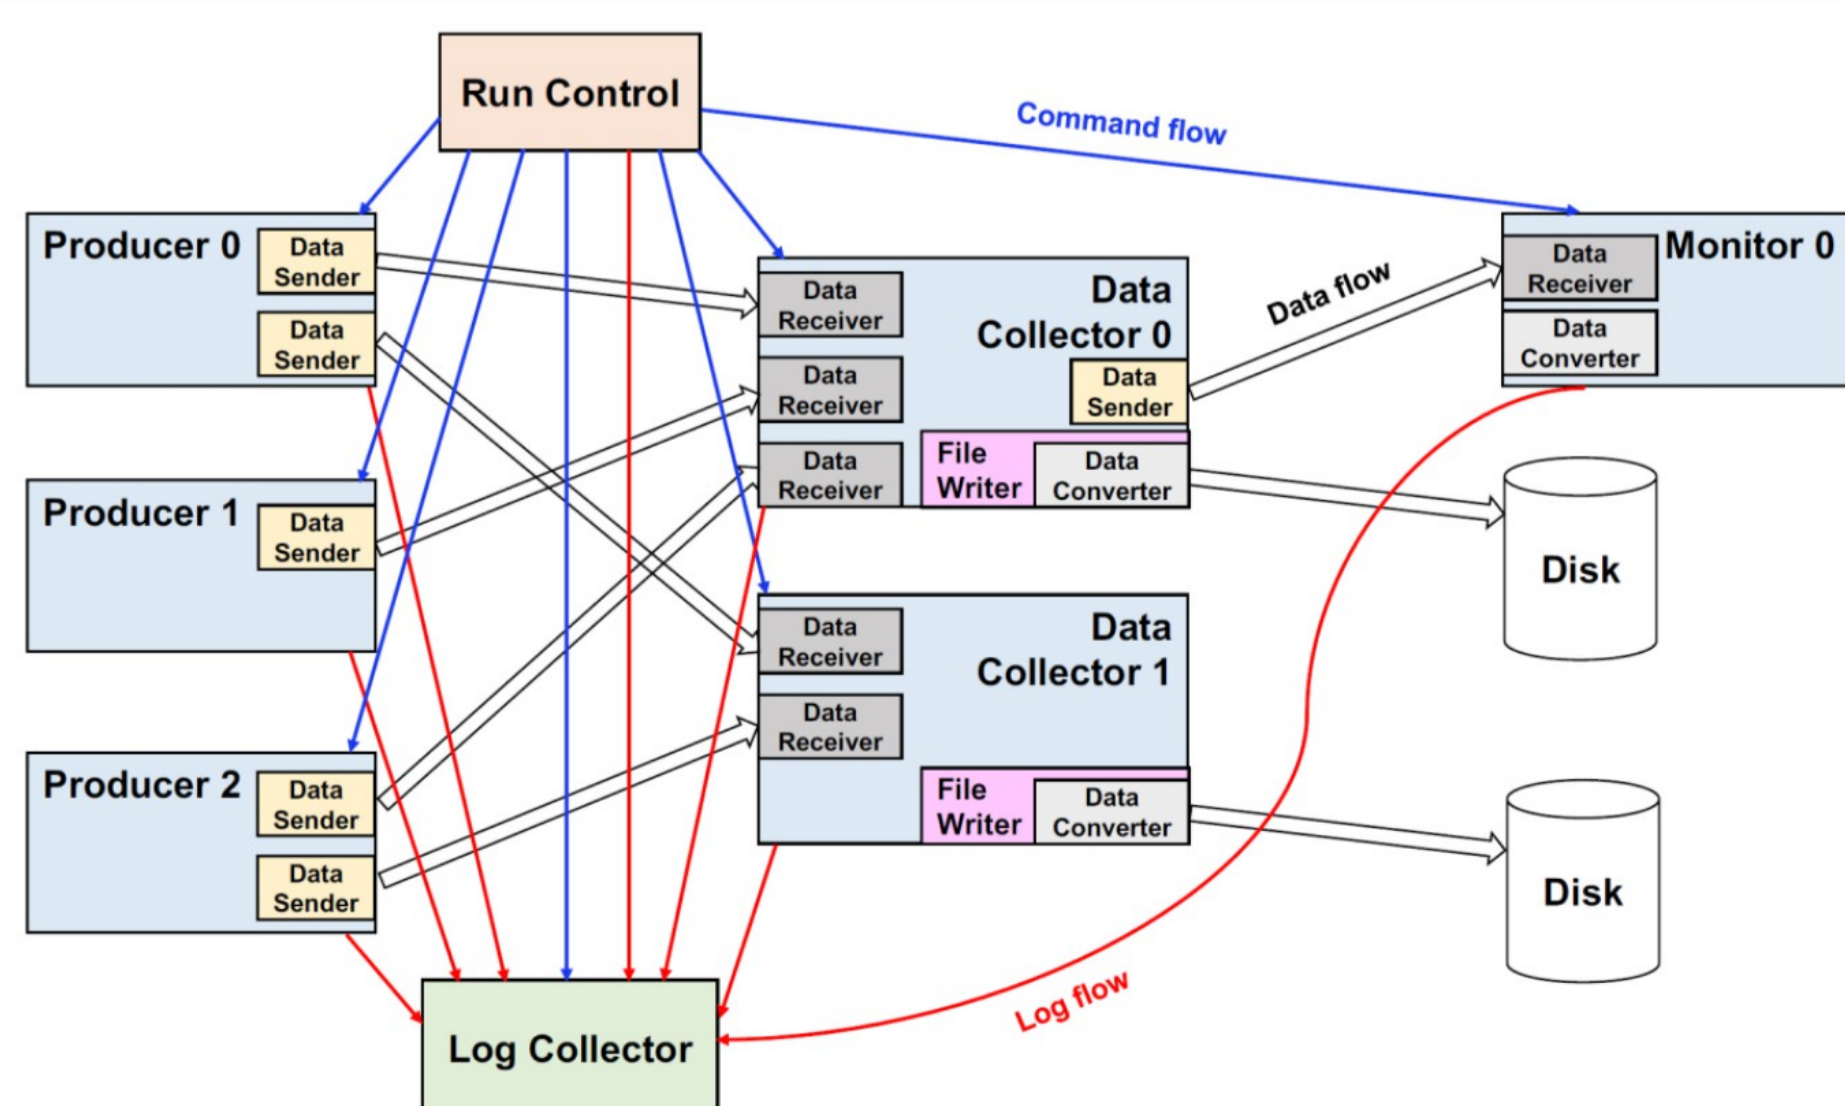 Run Control
Command flow
Producer 0
Data
Sender
Data
Sender
Data
Receiver
Data
Collector 0
Data
Receiver
Data
Sender
Data
Receiver
File
Writer
Data
Converter
Data flow
Data
Receiver
Monitor 0
Data
Converter
Producer 1
Data
Sender
Disk
Data
Receiver
Data
Collector 1
Data
Receiver
File
Writer
Data
Converter
Producer 2
Data
Sender
Data
Sender
Disk
Log Collector
Log flow